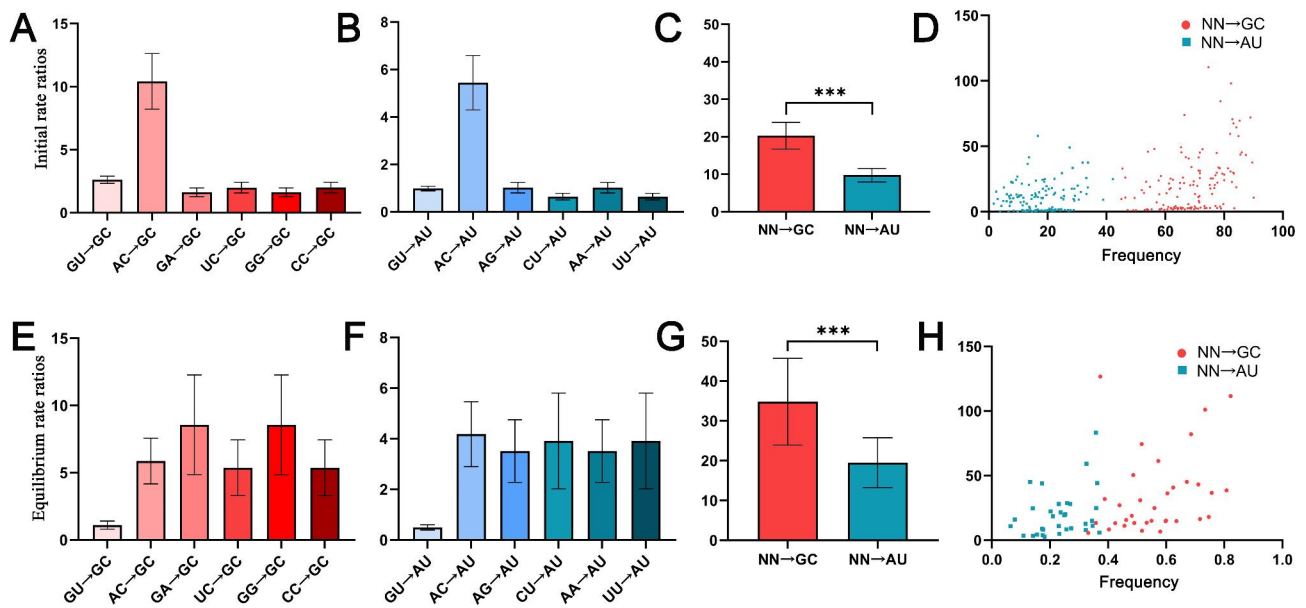 A
Initial rate ratios
15
10
5
0
GU→GC
AC→GC
GA→GC
UC→GC
GG→GC
CC→GC
B
8
6
4
2
0
GU→AU
AC→AU
AG→AU
CU→AU
AA→AU
UU→AU
C
50
40
30
20
10
0
***
NN→GC
NN→AU
D
150
100
50
0
0 20 40 60 80 100
Frequency
NN→GC
NN→AU
E
Equilibrium rate ratios
15
10
5
0
GU→GC
AC→GC
GA→GC
UC→GC
GG→GC
CC→GC
F
8
6
4
2
0
GU→AU
AC→AU
AG→AU
CU→AU
AA→AU
UU→AU
G
50
40
30
20
10
0
***
NN→GC
NN→AU
H
150
100
50
0
0.0 0.2 0.4 0.6 0.8 1.0
Frequency
NN→GC
NN→AU